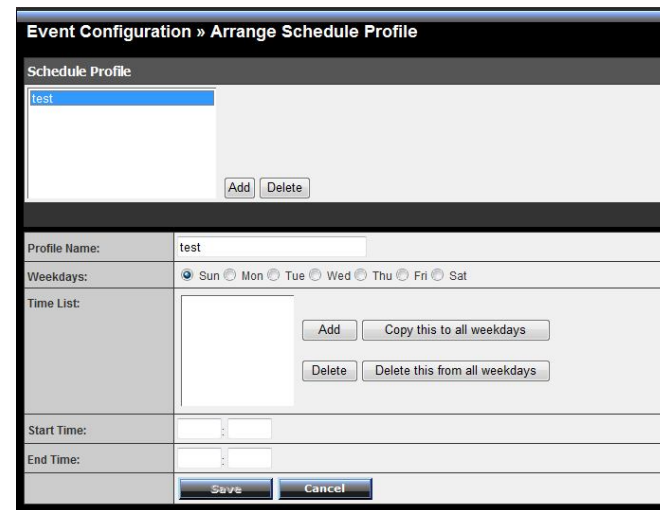 Event Configuration » Arrange Schedule Profile
Schedule Profile
test
Add Delete
Profile Name: test
Weekdays: Sun Mon Tue Wed Thu Fri Sat
Time List:
Add Copy this to all weekdays
Delete Delete this from all weekdays
Start Time: :
End Time: :
Save Cancel